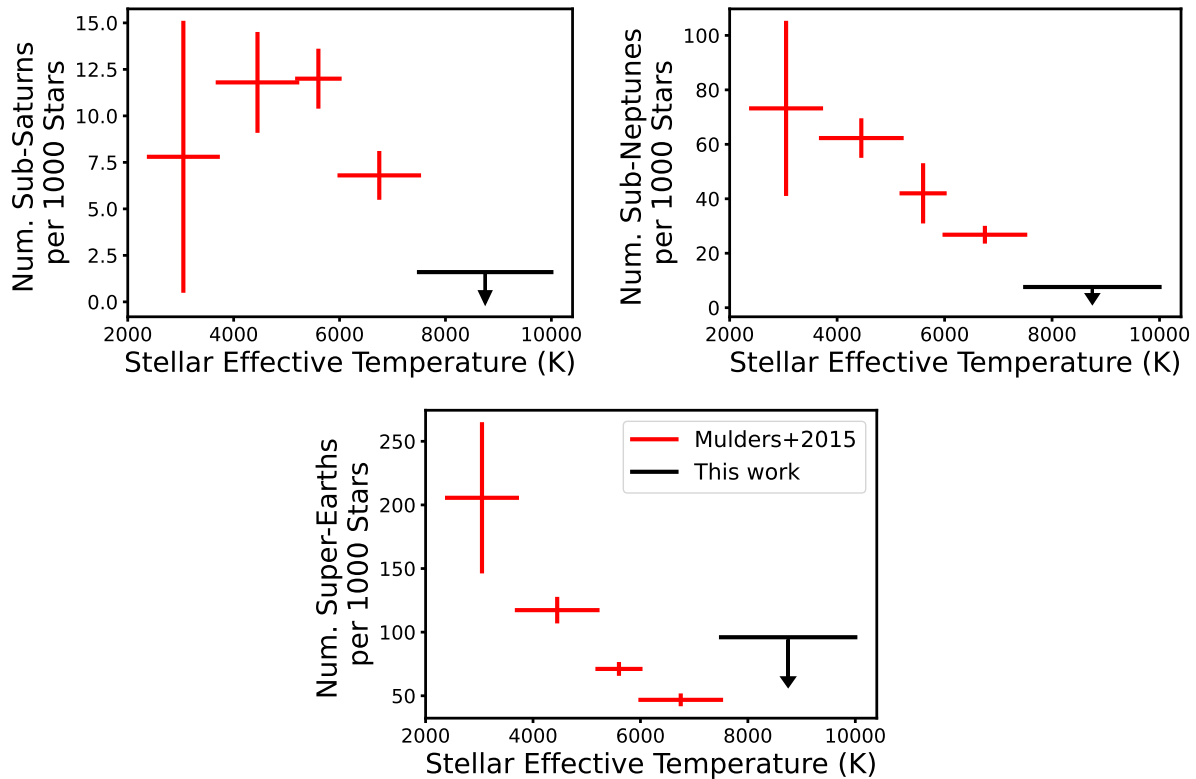 Num. Sub-Saturns
per 1000 Stars
15.0
12.5
10.0
7.5
5.0
2.5
0.0
2000 4000 6000 8000 10000
Stellar Effective Temperature (K)
Num. Sub-Neptunes
per 1000 Stars
100
80
60
40
20
0
2000 4000 6000 8000 10000
Stellar Effective Temperature (K)
Num. Super-Earths
per 1000 Stars
250
200
150
100
50
2000 4000 6000 8000 10000
Stellar Effective Temperature (K)
Mulders+2015
This work